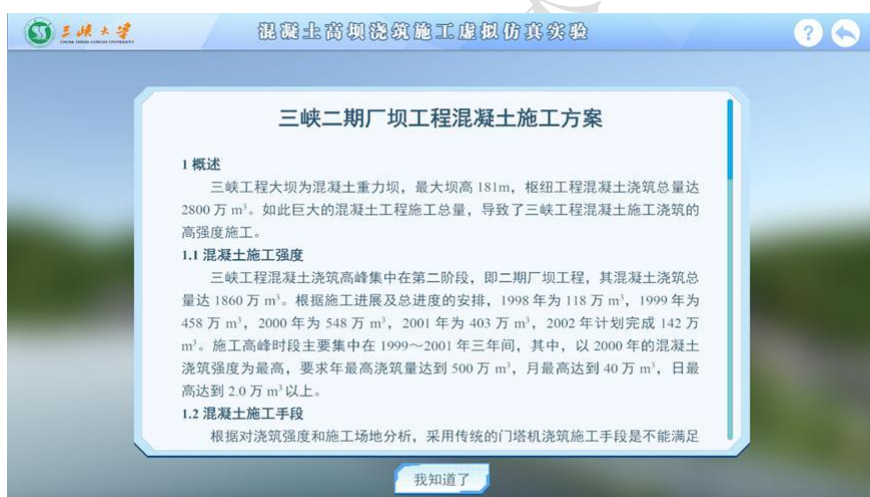 三峡大学
CHINA THREE GORGES UNIVERSITY
混凝土高坝浇筑施工虚拟仿真实验
?
三峡二期厂坝工程混凝土施工方案
1 概述
三峡工程大坝为混凝土重力坝，最大坝高 181m，枢纽工程混凝土浇筑总量达
2800 万 m³。如此巨大的混凝土工程施工总量，导致了三峡工程混凝土施工浇筑的
高强度施工。
1.1 混凝土施工强度
三峡工程混凝土浇筑高峰集中在第二阶段，即二期厂坝工程，其混凝土浇筑总
量达 1860 万 m³。根据施工进展及总进度的安排，1998 年为 118 万 m³，1999 年为
458 万 m³，2000 年为 548 万 m³，2001 年为 403 万 m³，2002 年计划完成 142 万
m³。施工高峰时段主要集中在 1999～2001 年三年间，其中，以 2000 年的混凝土
浇筑强度为最高，要求年最高浇筑量达到 500 万 m³，月最高达到 40 万 m³，日最
高达到 2.0 万 m³以上。
1.2 混凝土施工手段
根据对浇筑强度和施工场地分析，采用传统的门塔机浇筑施工手段是不能满足
我知道了